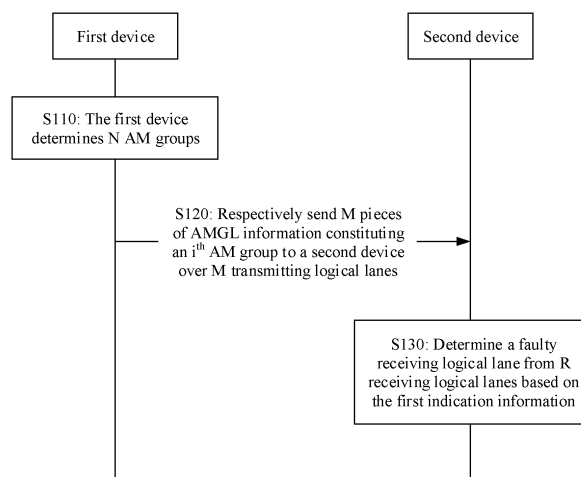 First device
Second device
S110: The first device
determines N AM groups
S120: Respectively send M pieces
of AMGL information constituting
an ith AM group to a second device
over M transmitting logical lanes
S130: Determine a faulty
receiving logical lane from R
receiving logical lanes based on
the first indication information